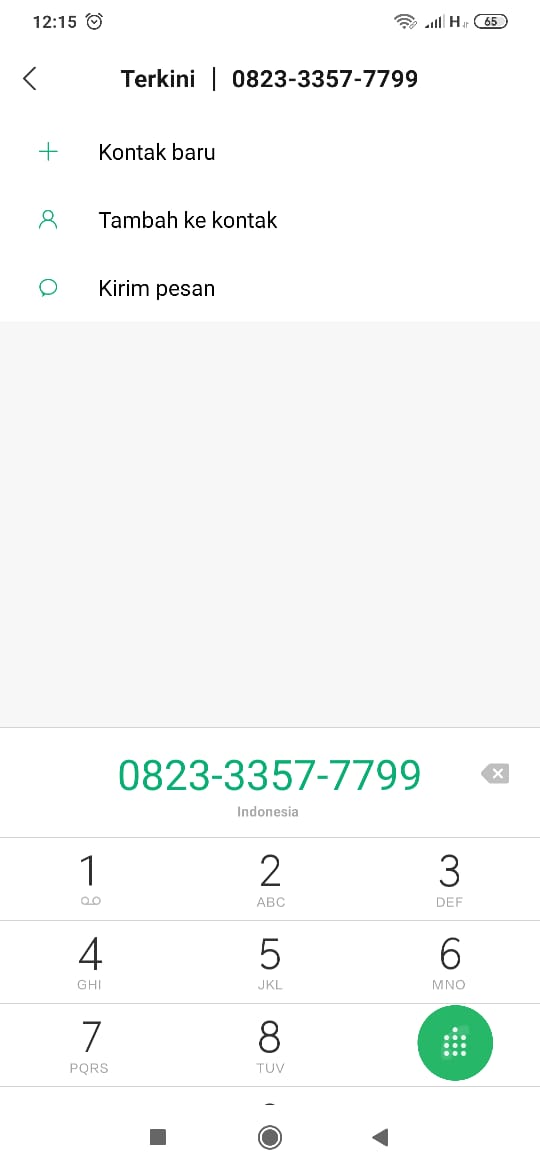 12:15 H 65
Terkini | 0823-3357-7799
Kontak baru
Tambah ke kontak
Kirim pesan
0823-3357-7799
Indonesia
1 2 3
ABC DEF
4 5 6
GHI JKL MNO
7 8
PQRS TUV